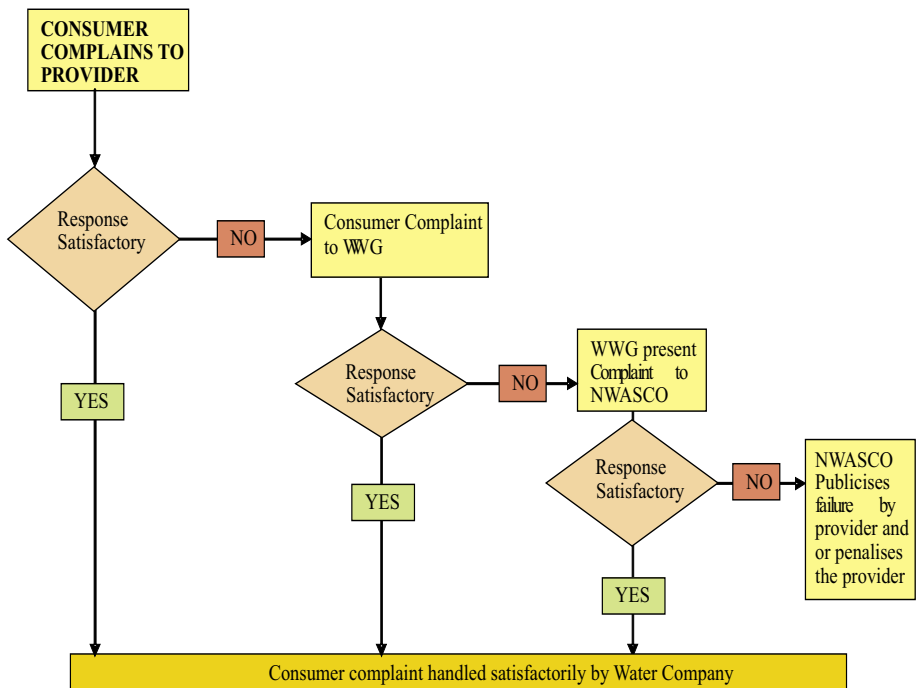 CONSUMER
COMPLAINS TO
PROVIDER
Response
Satisfactory
NO
Consumer Complaint
to WWG
YES
Response
Satisfactory
NO
WWG present
Complaint to
NWASCO
YES
Response
Satisfactory
NO
NWASCO
Publicises
failure by
provider and
or penalises
the provider
YES
Consumer complaint handled satisfactorily by Water Company